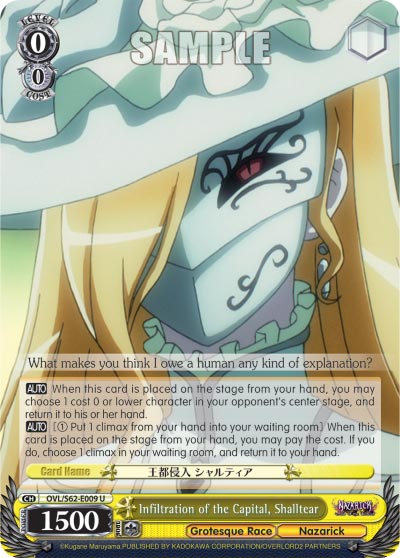 LEVEL
0
0
COST
SAMPLE
What makes you think I owe a human any kind of explanation?
AUTO When this card is placed on the stage from your hand, you may
choose 1 cost 0 or lower character in your opponent's center stage, and
return it to his or her hand.
AUTO [① Put 1 climax from your hand into your waiting room] When this
card is placed on the stage from your hand, you may pay the cost. If you
do, choose 1 character in your waiting room, and return it to your hand.
Card Name 王都侵入 シャルティア
CH OVL/S62-E009 U
POWER 1500
Infiltration of the Capital, Shalltear
NAZARICK
Grotesque Race Nazarick
©Kugane Maruyama,PUBLISHED BY KADOKAWA CORPORATION/OVERLORD2 PARTNERS